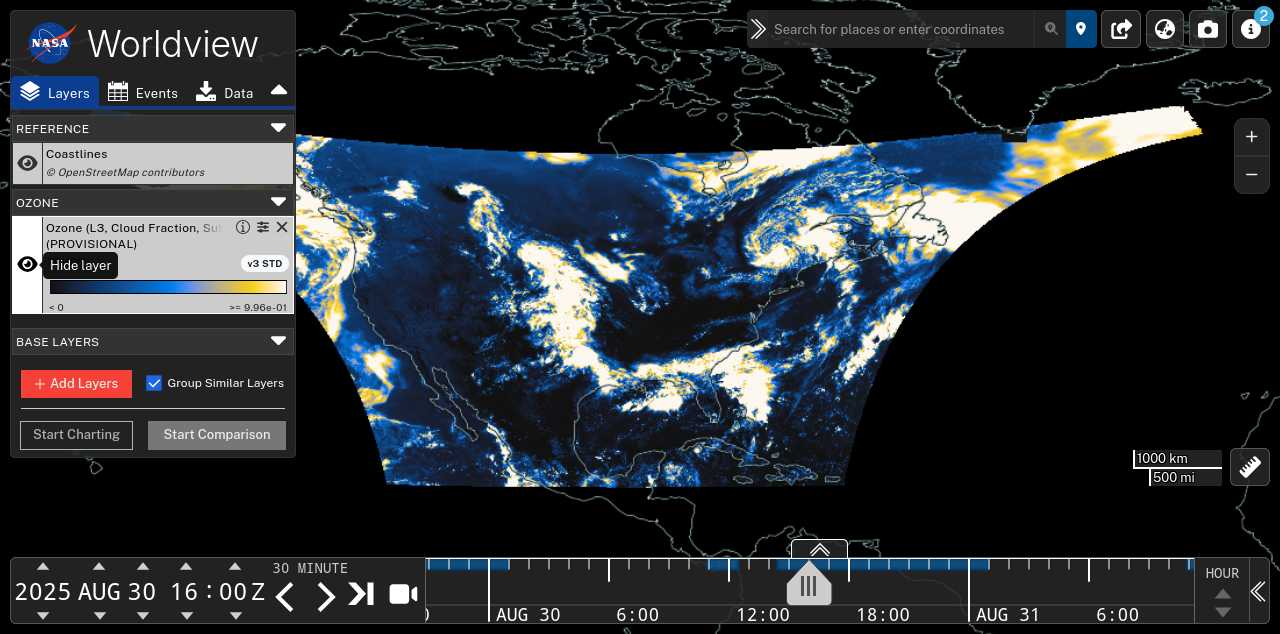 NASA
Worldview
Layers
Events
Data
REFERENCE
Coastlines
© OpenStreetMap contributors
OZONE
Ozone (L3, Cloud Fraction, Su
(PROVISIONAL)
Hide layer
v3 STD
< 0
>= 9.96e-01
BASE LAYERS
+ Add Layers
Group Similar Layers
Start Charting
Start Comparison
Search for places or enter coordinates
2
+
−
1000 km
500 mi
2025 AUG 30 16 : 00 Z
30 MINUTE
AUG 30
6:00
12:00
18:00
AUG 31
6:00
HOUR